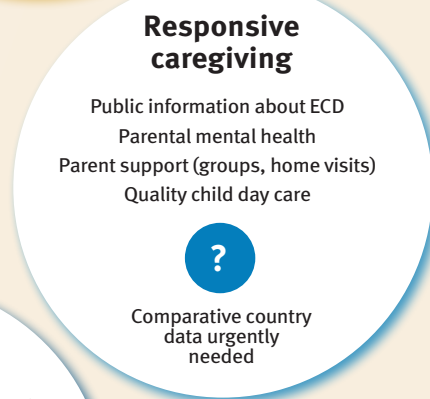 Responsive
caregiving
Public information about ECD
Parental mental health
Parent support (groups, home visits)
Quality child day care
?
Comparative country
data urgently
needed